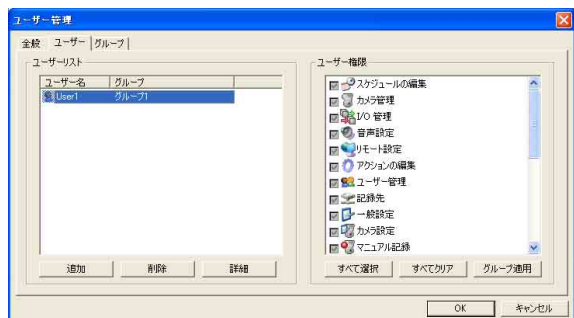 ユーザー管理
全般 ユーザー グループ
ユーザーリスト
ユーザー名 グループ
User1 グループ1
追加 削除 詳細
ユーザー権限
スケジュールの編集
カメラ管理
I/O 管理
音声設定
リモート設定
アクションの編集
ユーザー管理
記録先
一般設定
カメラ設定
マニュアル記録
すべて選択 すべてクリア グループ適用
OK キャンセル